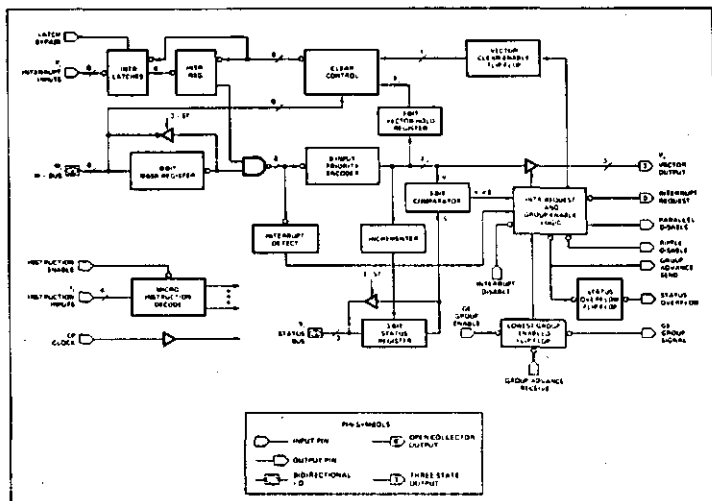 LATCH
BYPASS
INTERRUPT
INPUTS
INTR
LATCHES
INTR
REG
CLEAR
CONTROL
VECTOR
CLEAR ENABLE
FLIP FLOP
3-BIT
VECTOR HOLD
REGISTER
M-BUS
8-BIT
MASK REGISTER
8-INPUT
PRIORITY
ENCODER
3-BIT
COMPARATOR
VECTOR
OUTPUT
INTR REQUEST
AND
GROUP ENABLE
LOGIC
INTERRUPT
REQUEST
PARALLEL
DISABLE
RIPPLE
DISABLE
GROUP
ADVANCE
SEND
INTERRUPT
DETECT
INCREMENTER
INTERRUPT
DISABLE
STATUS
OVERFLOW
FLIP FLOP
STATUS
OVERFLOW
INSTRUCTION
ENABLE
INSTRUCTION
INPUTS
MICRO
INSTRUCTION
DECODE
CP
CLOCK
STATUS
BUS
3-BIT
STATUS
REGISTER
GE
GROUP
ENABLE
LOWEST GROUP
ENABLED
FLIP FLOP
GS
GROUP
SIGNAL
GROUP ADVANCE
RECEIVE
PIN SYMBOLS
INPUT PIN
OPEN COLLECTOR
OUTPUT
OUTPUT PIN
BIDIRECTIONAL
I/O
THREE STATE
OUTPUT